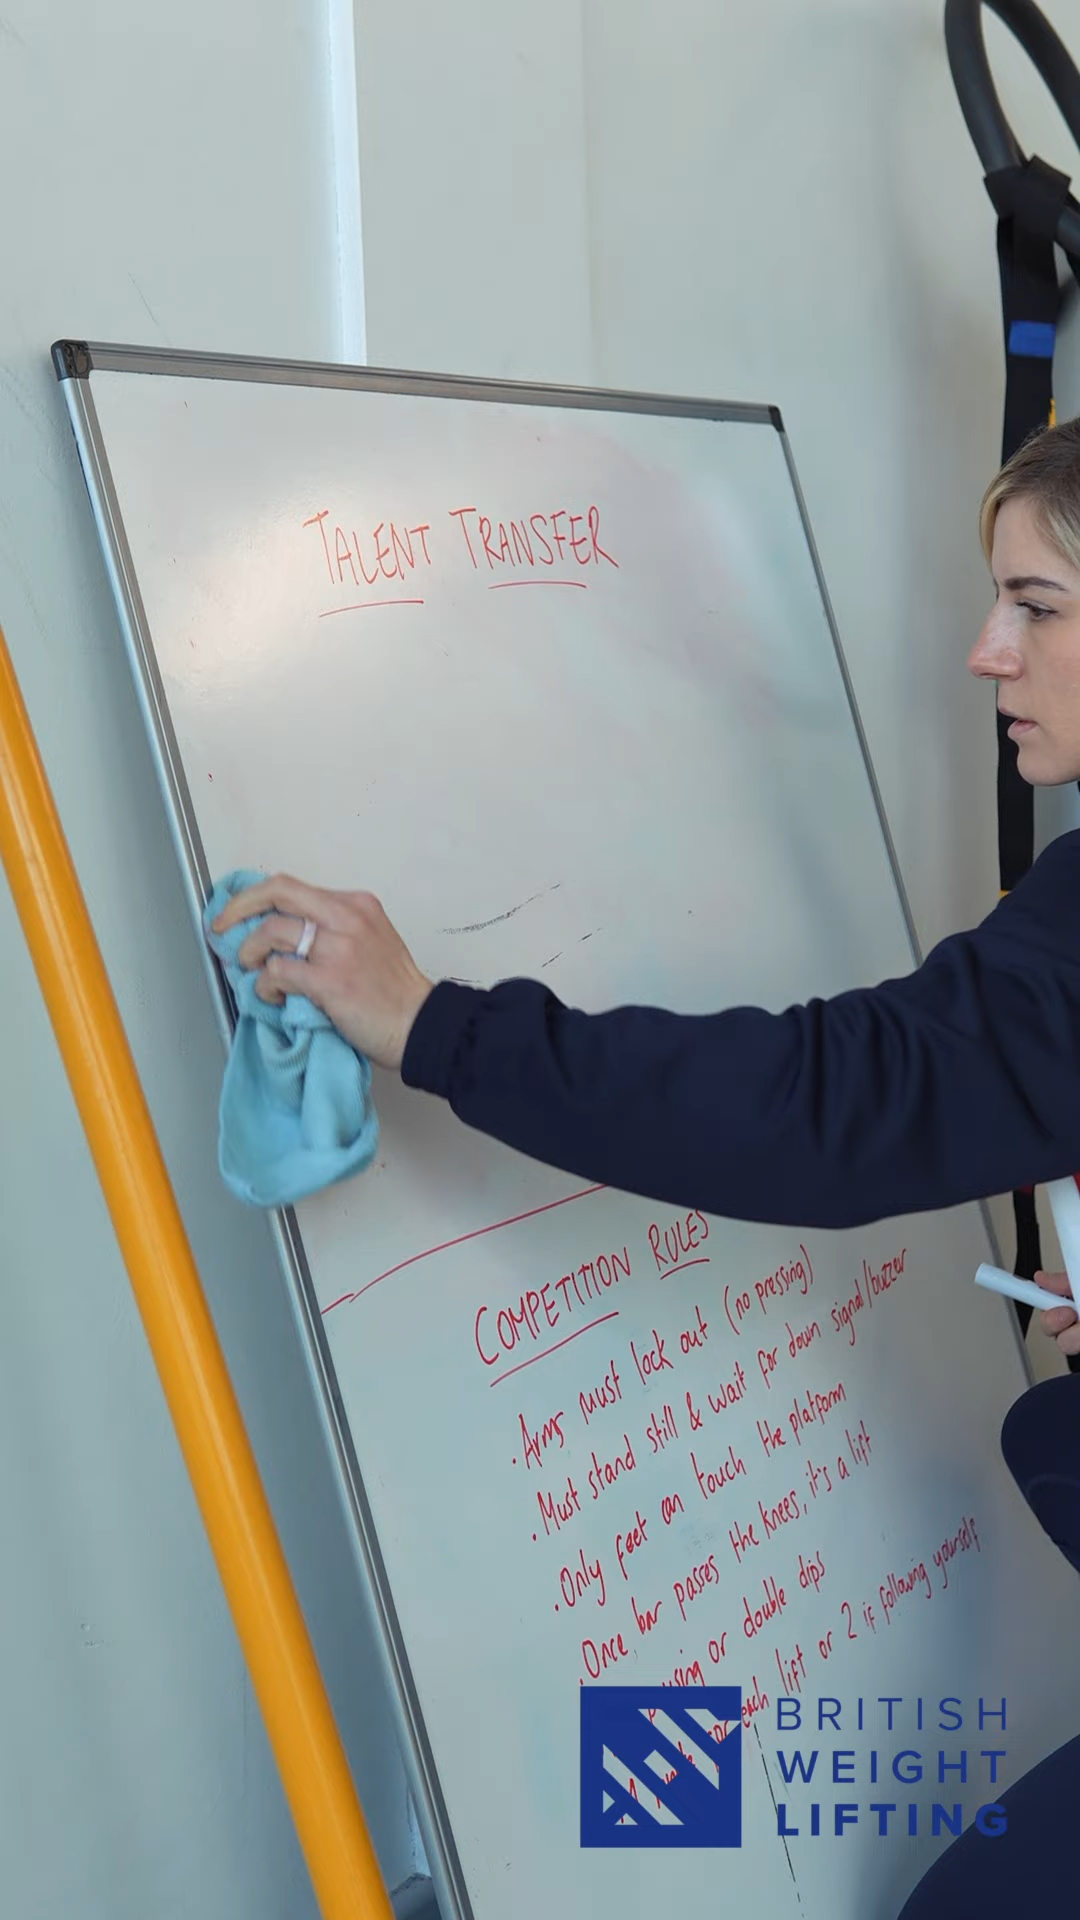 TALENT TRANSFER
COMPETITION RULES
. Arms must lock out (no pressing)
. Must stand still & wait for down signal/buzzer
. Only feet can touch the platform
. Once bar passes the knees, it's a lift
or double dips
each lift or 2 if following yourself
BRITISH
WEIGHT
LIFTING